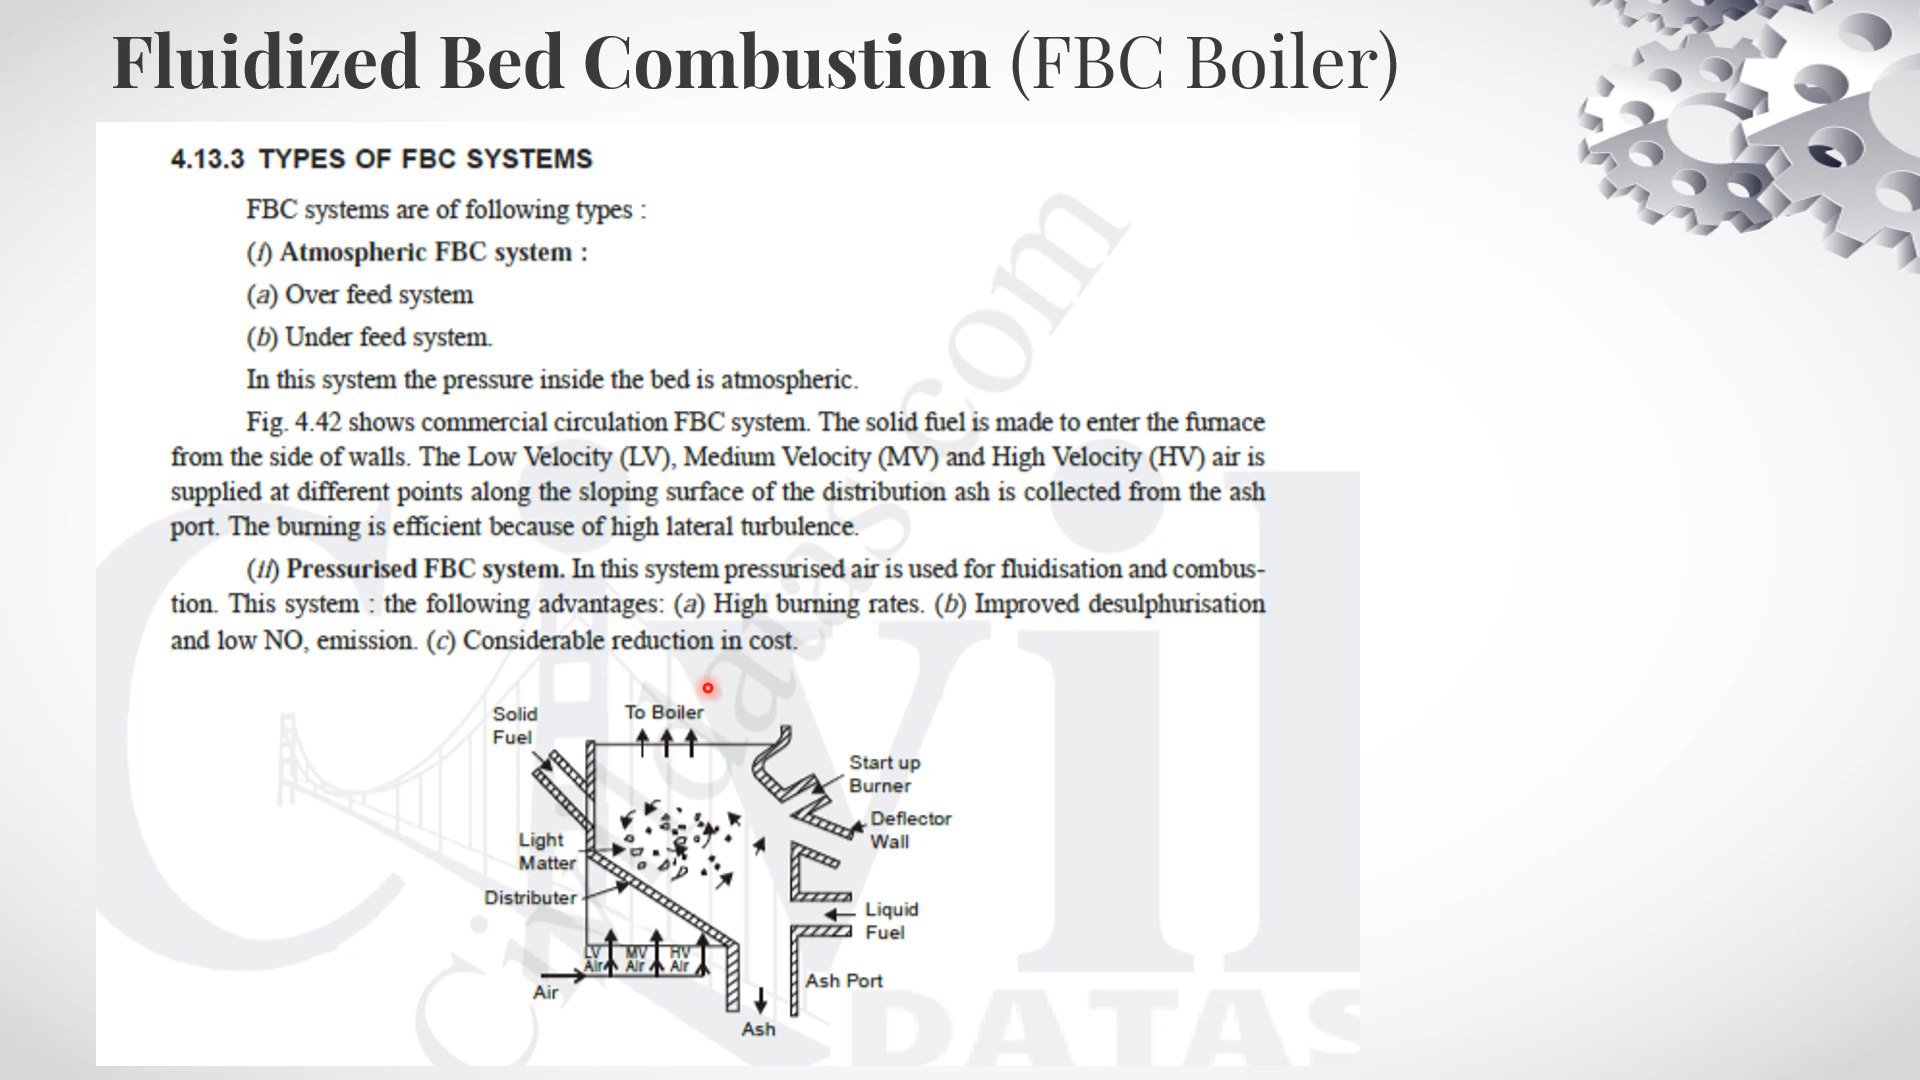 Fluidized Bed Combustion (FBC Boiler)
4.13.3 TYPES OF FBC SYSTEMS
FBC systems are of following types :
(i) Atmospheric FBC system :
(a) Over feed system
(b) Under feed system.
In this system the pressure inside the bed is atmospheric.
Fig. 4.42 shows commercial circulation FBC system. The solid fuel is made to enter the furnace
from the side of walls. The Low Velocity (LV), Medium Velocity (MV) and High Velocity (HV) air is
supplied at different points along the sloping surface of the distribution ash is collected from the ash
port. The burning is efficient because of high lateral turbulence.
(ii) Pressurised FBC system. In this system pressurised air is used for fluidisation and combus-
tion. This system : the following advantages: (a) High burning rates. (b) Improved desulphurisation
and low NO, emission. (c) Considerable reduction in cost.
Solid
Fuel
To Boiler
Start up
Burner
Deflector
Wall
Light
Matter
Distributer
Liquid
Fuel
LV
Air
MV
Air
HV
Air
Air
Ash Port
Ash
Civil
DATAS
Civildatas.com